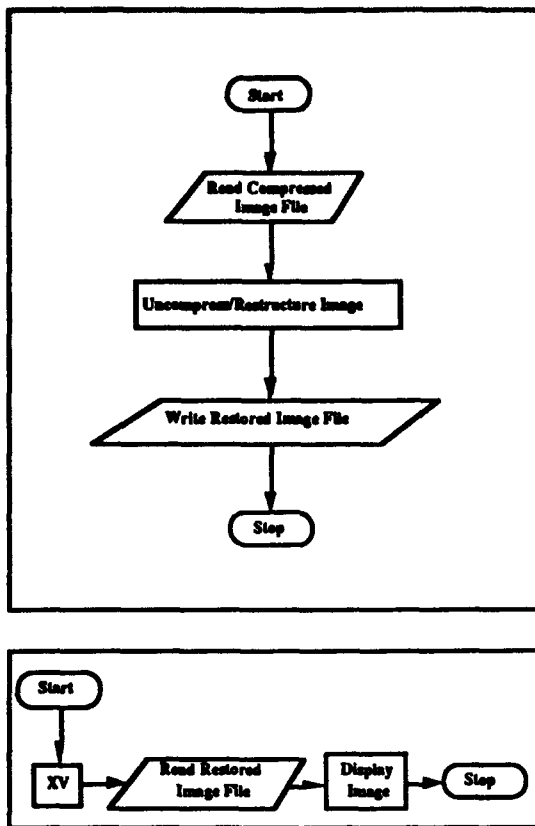 Start
Read Compressed
Image File
Uncompress/Restructure Image
Write Restored Image File
Stop
Start
XV
Read Restored
Image File
Display
Image
Stop